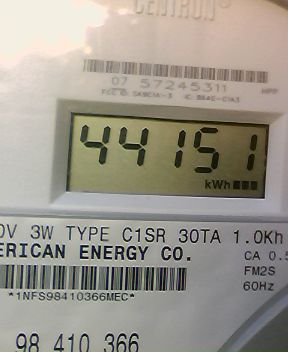 CENTRON®
07 57245311
44151
kWh
0V 3W TYPE C1SR 30TA 1.0Kh
ERICAN ENERGY CO.
CA 0.5
FM2S
60Hz
*1NFS98410366MEC*
98 410 366